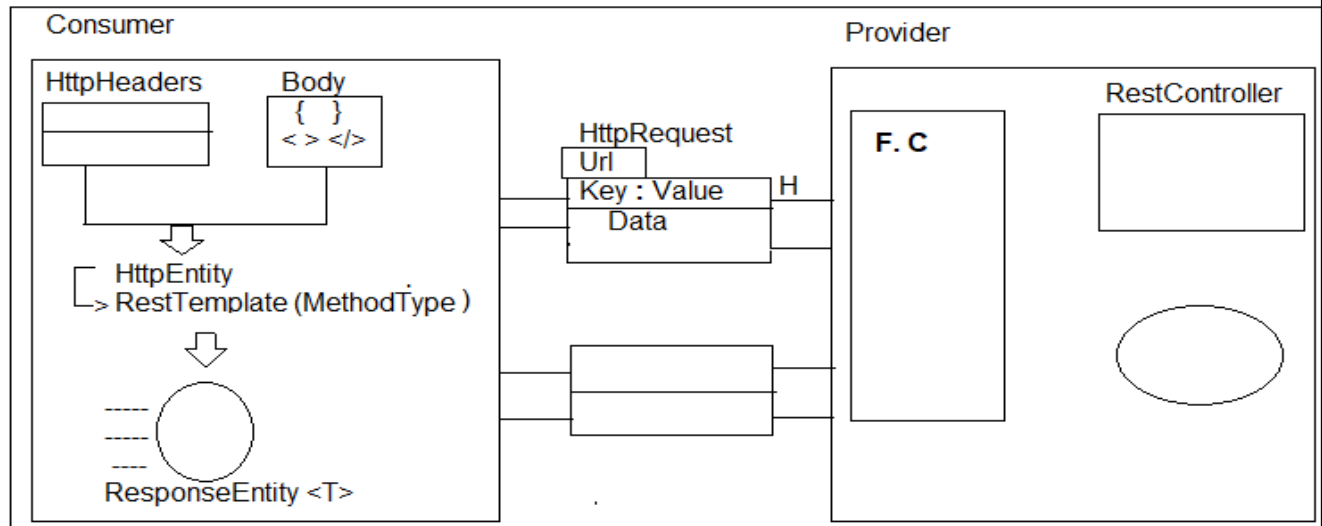 Consumer
Provider
HttpHeaders
Body
{ }
< > </>
HttpEntity
> RestTemplate (MethodType )
-----
-----
----
ResponseEntity <T>
HttpRequest
Url
Key : Value
Data
H
F. C
RestController